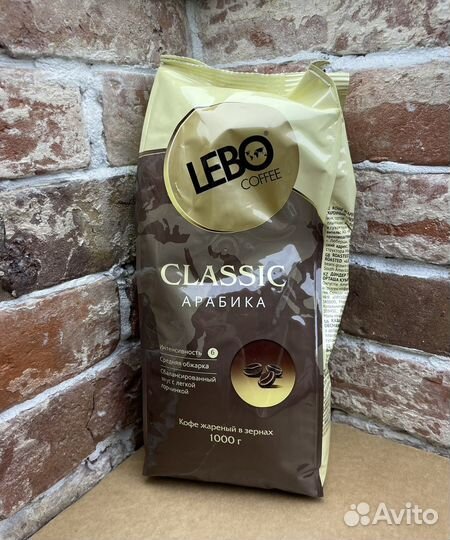 LEBO
COFFEE
CLASSIC
АРАБИКА
Интенсивность 6
Средняя обжарка
Сбалансированный
вкус с легкой
горчинкой
Кофе жареный в зернах
1000 г
Avito